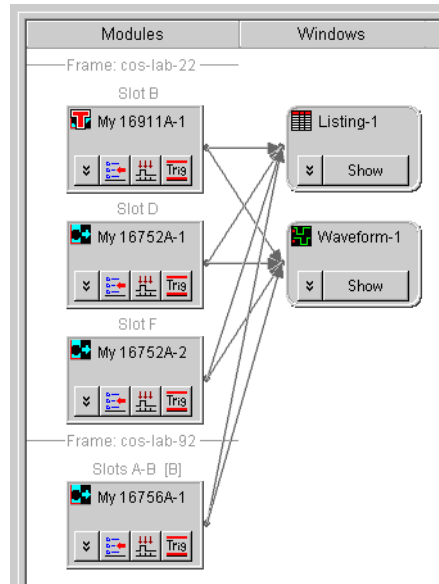 Modules Windows
Frame: cos-lab-22
Slot B
My 16911A-1 Listing-1
Trig Show
Slot D
My 16752A-1 Waveform-1
Trig Show
Slot F
My 16752A-2
Trig
Frame: cos-lab-92
Slots A-B [B]
My 16756A-1
Trig